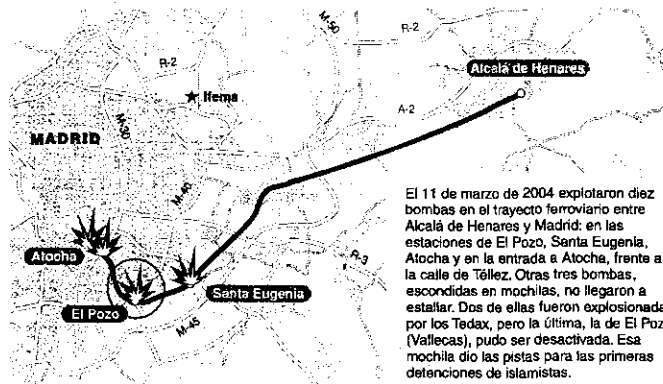 M-50
R-2
R-2
Alcalá de Henares
Ifema
A-2
M-30
MADRID
M-40
El 11 de marzo de 2004 explotaron diez
bombas en el trayecto ferroviario entre
Alcalá de Henares y Madrid: en las
estaciones de El Pozo, Santa Eugenia,
Atocha y en la entrada a Atocha, frente a
la calle de Téllez. Otras tres bombas,
escondidas en mochilas, no llegaron a
estallar. Dos de ellas fueron explosionadas
por los Tedax, pero la última, la de El Pozo
(Vallecas), pudo ser desactivada. Esa
mochila dio las pistas para las primeras
detenciones de islamistas.
Atocha
R-3
Santa Eugenia
El Pozo
M-45